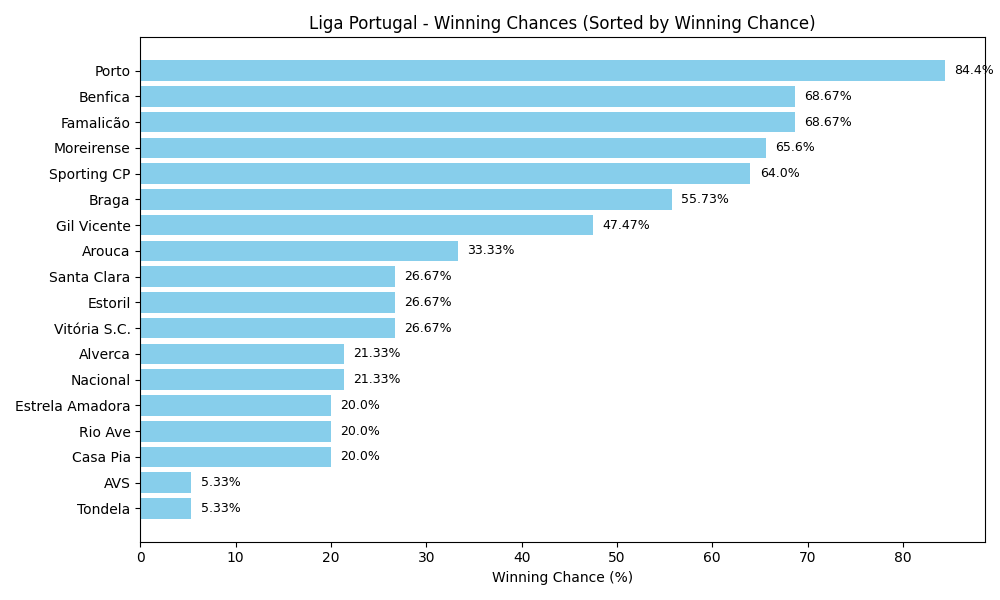 Liga Portugal - Winning Chances (Sorted by Winning Chance)
Porto 84.4%
Benfica 68.67%
Famalicão 68.67%
Moreirense 65.6%
Sporting CP 64.0%
Braga 55.73%
Gil Vicente 47.47%
Arouca 33.33%
Santa Clara 26.67%
Estoril 26.67%
Vitória S.C. 26.67%
Alverca 21.33%
Nacional 21.33%
Estrela Amadora 20.0%
Rio Ave 20.0%
Casa Pia 20.0%
AVS 5.33%
Tondela 5.33%
0 10 20 30 40 50 60 70 80
Winning Chance (%)